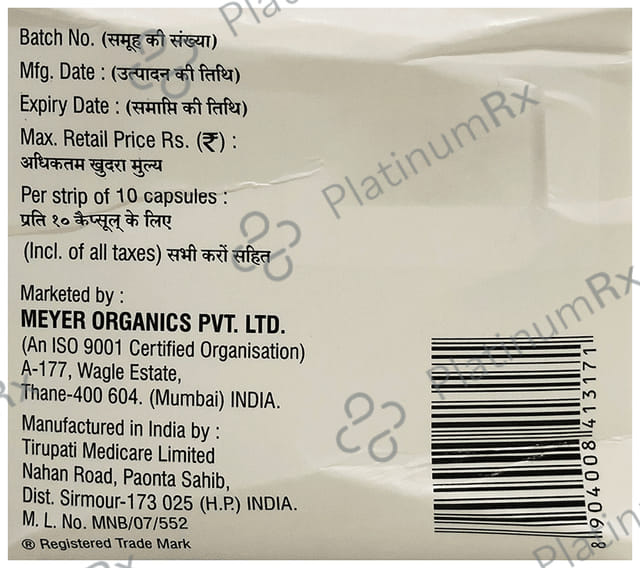 Batch No. (समूह की संख्या)
Mfg. Date : (उत्पादन की तिथि)
Expiry Date : (समाप्ति की तिथि)
Max. Retail Price Rs. (₹) :
अधिकतम खुदरा मुल्य
Per strip of 10 capsules :
प्रति १० कैप्सूल् के लिए
(Incl. of all taxes) सभी करों सहित
Marketed by :
MEYER ORGANICS PVT. LTD.
(An ISO 9001 Certified Organisation)
A-177, Wagle Estate,
Thane-400 604. (Mumbai) INDIA.
Manufactured in India by :
Tirupati Medicare Limited
Nahan Road, Paonta Sahib,
Dist. Sirmour-173 025 (H.P.) INDIA.
M. L. No. MNB/07/552
® Registered Trade Mark
8904008413171
PlatinumRx
PlatinumRx
PlatinumRx